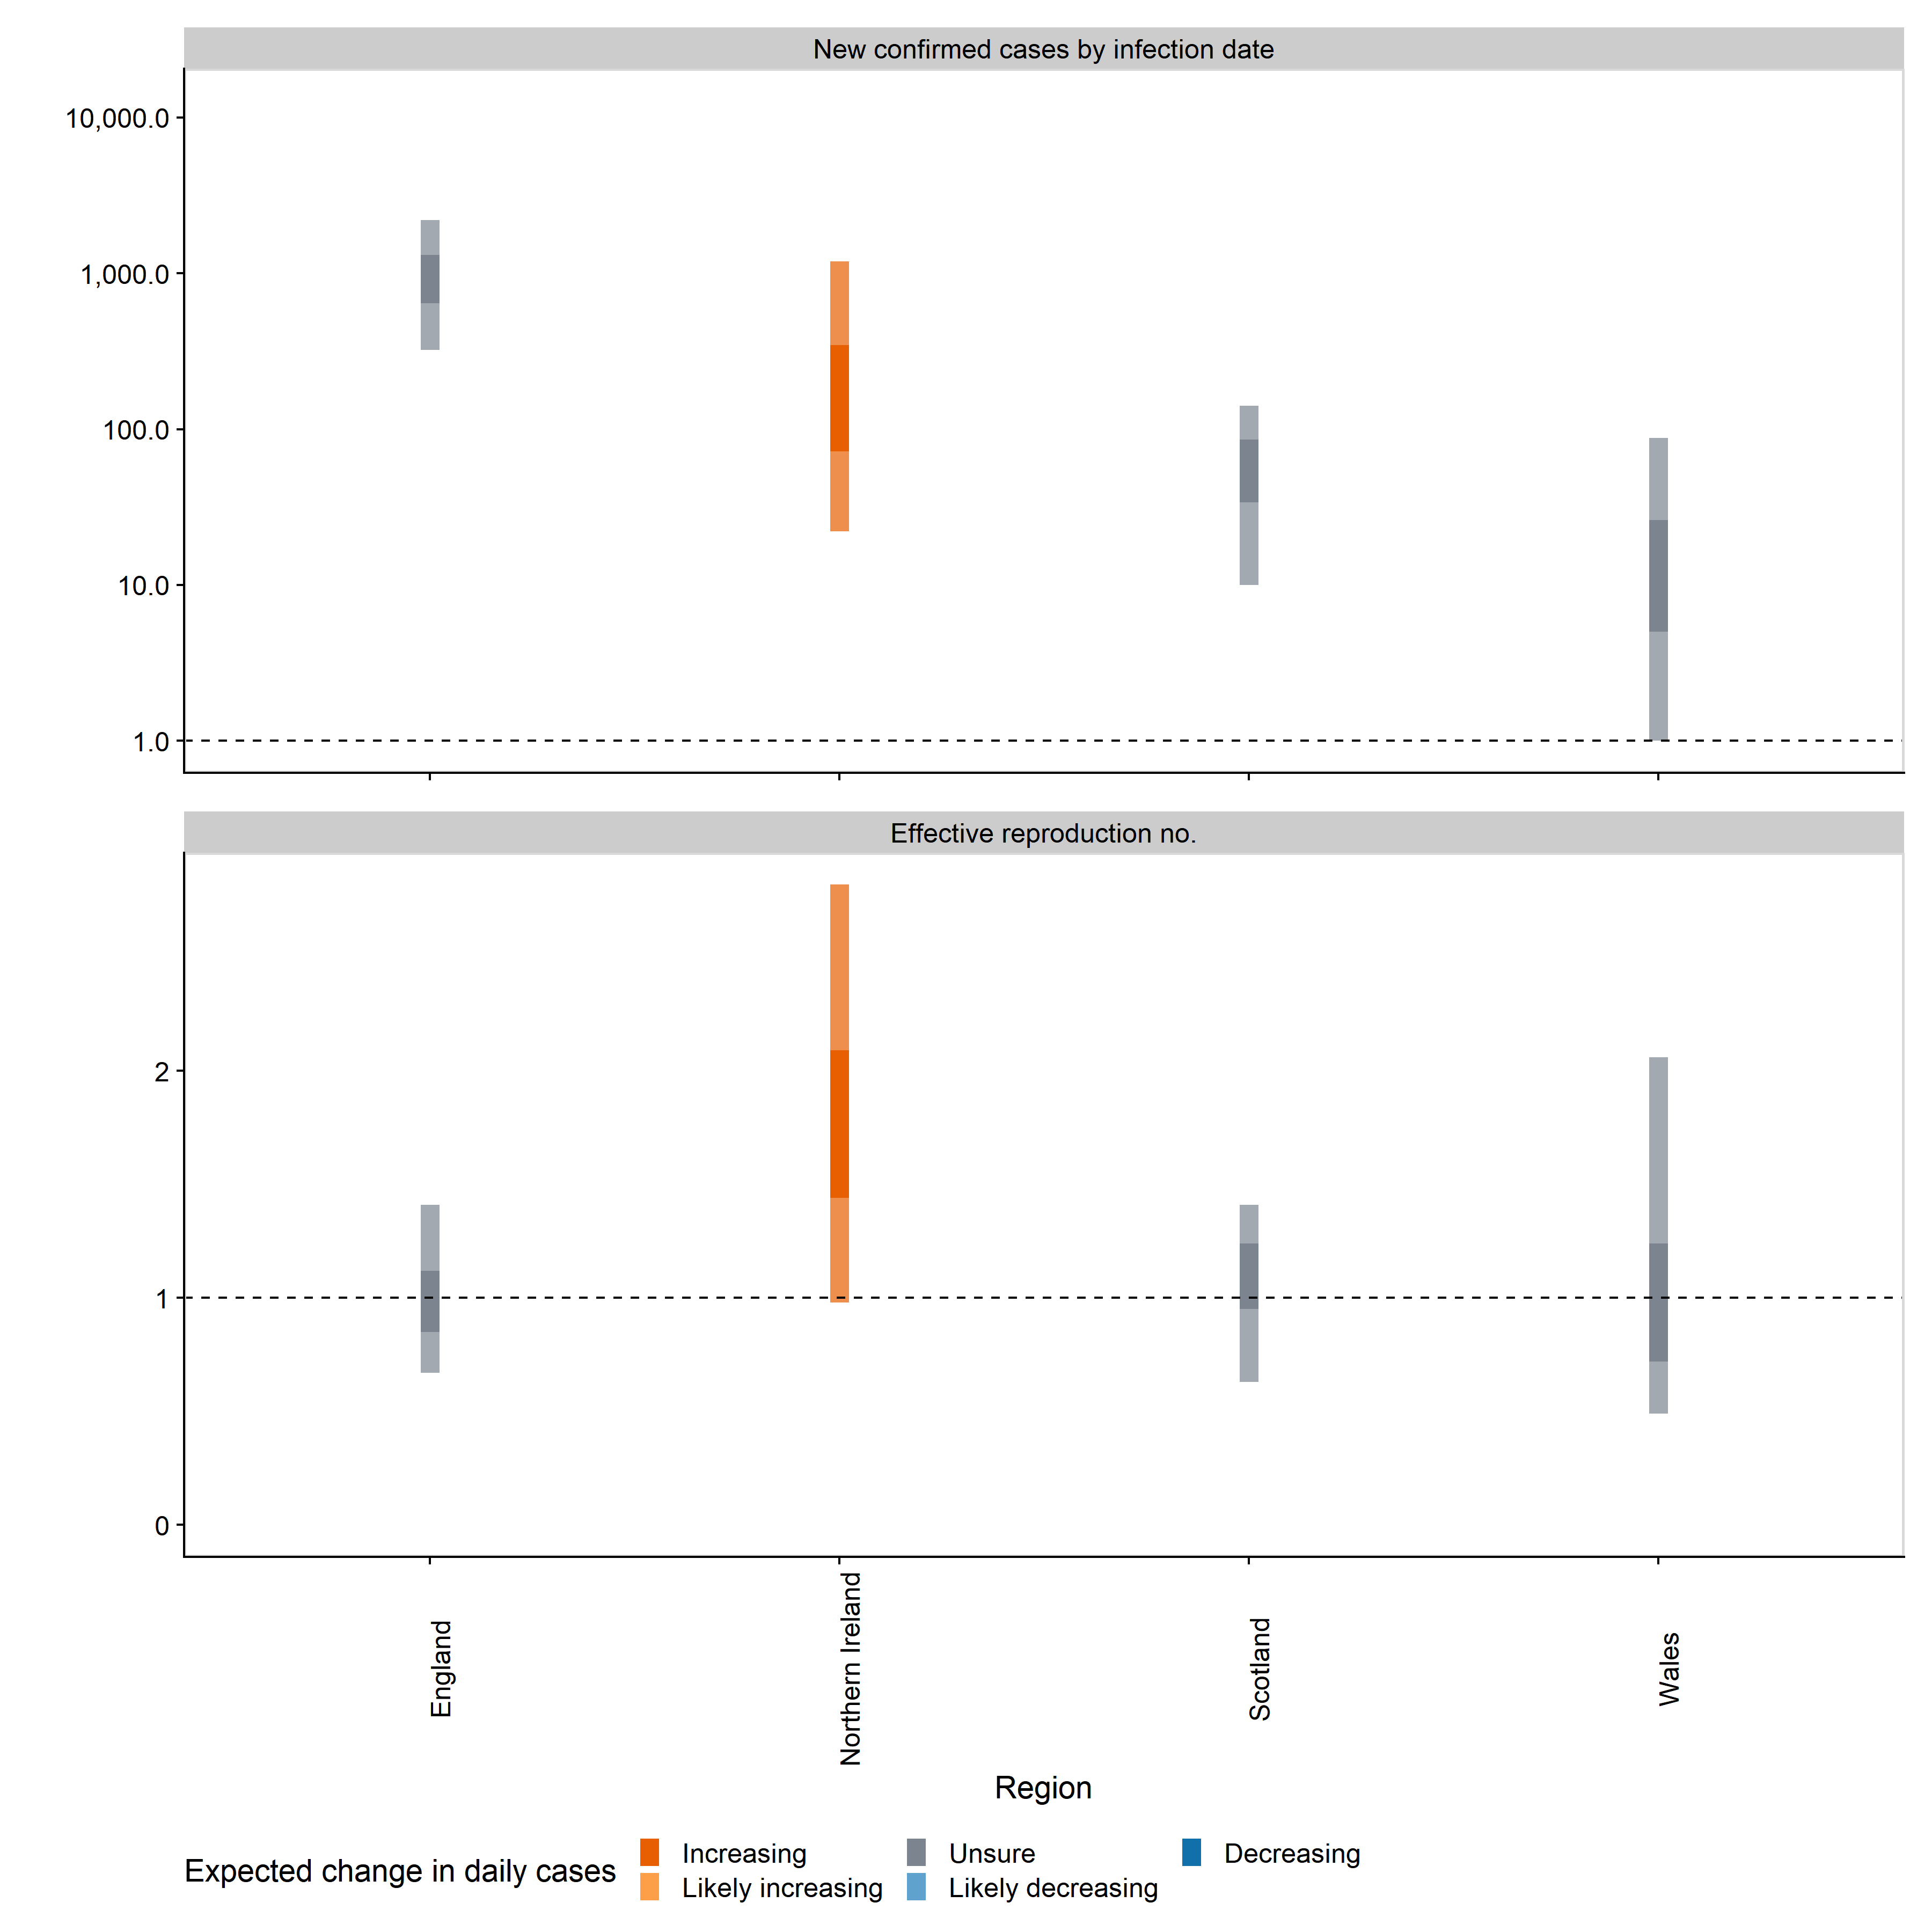 New confirmed cases by infection date
10,000.0
1,000.0
100.0
10.0
1.0
Effective reproduction no.
2
1
0
England
Northern Ireland
Scotland
Wales
Region
Expected change in daily cases
Increasing
Unsure
Decreasing
Likely increasing
Likely decreasing